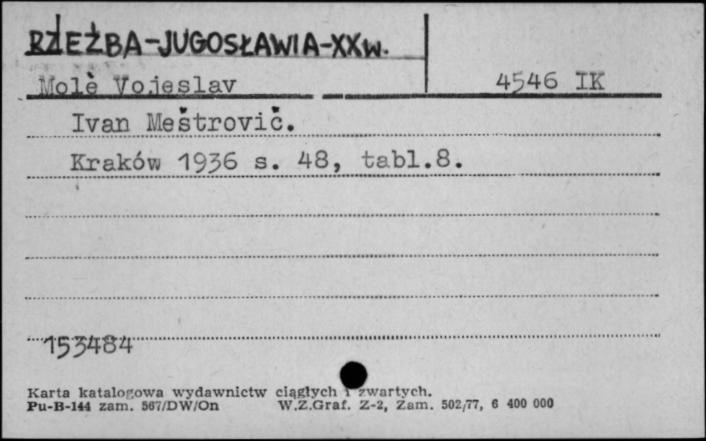 RZEŹBA-JUGOSŁAWIA-XXw.
Molè Vojeslav 4546 IK
Ivan Meštrović.
Kraków 1936 s. 48, tabl.8.
153484
Karta katalogowa wydawnictw ciągłych i zwartych.
Pu-B-144 zam. 567/DW/On W.Z.Graf. Z-2, Zam. 502/77, 6 400 000